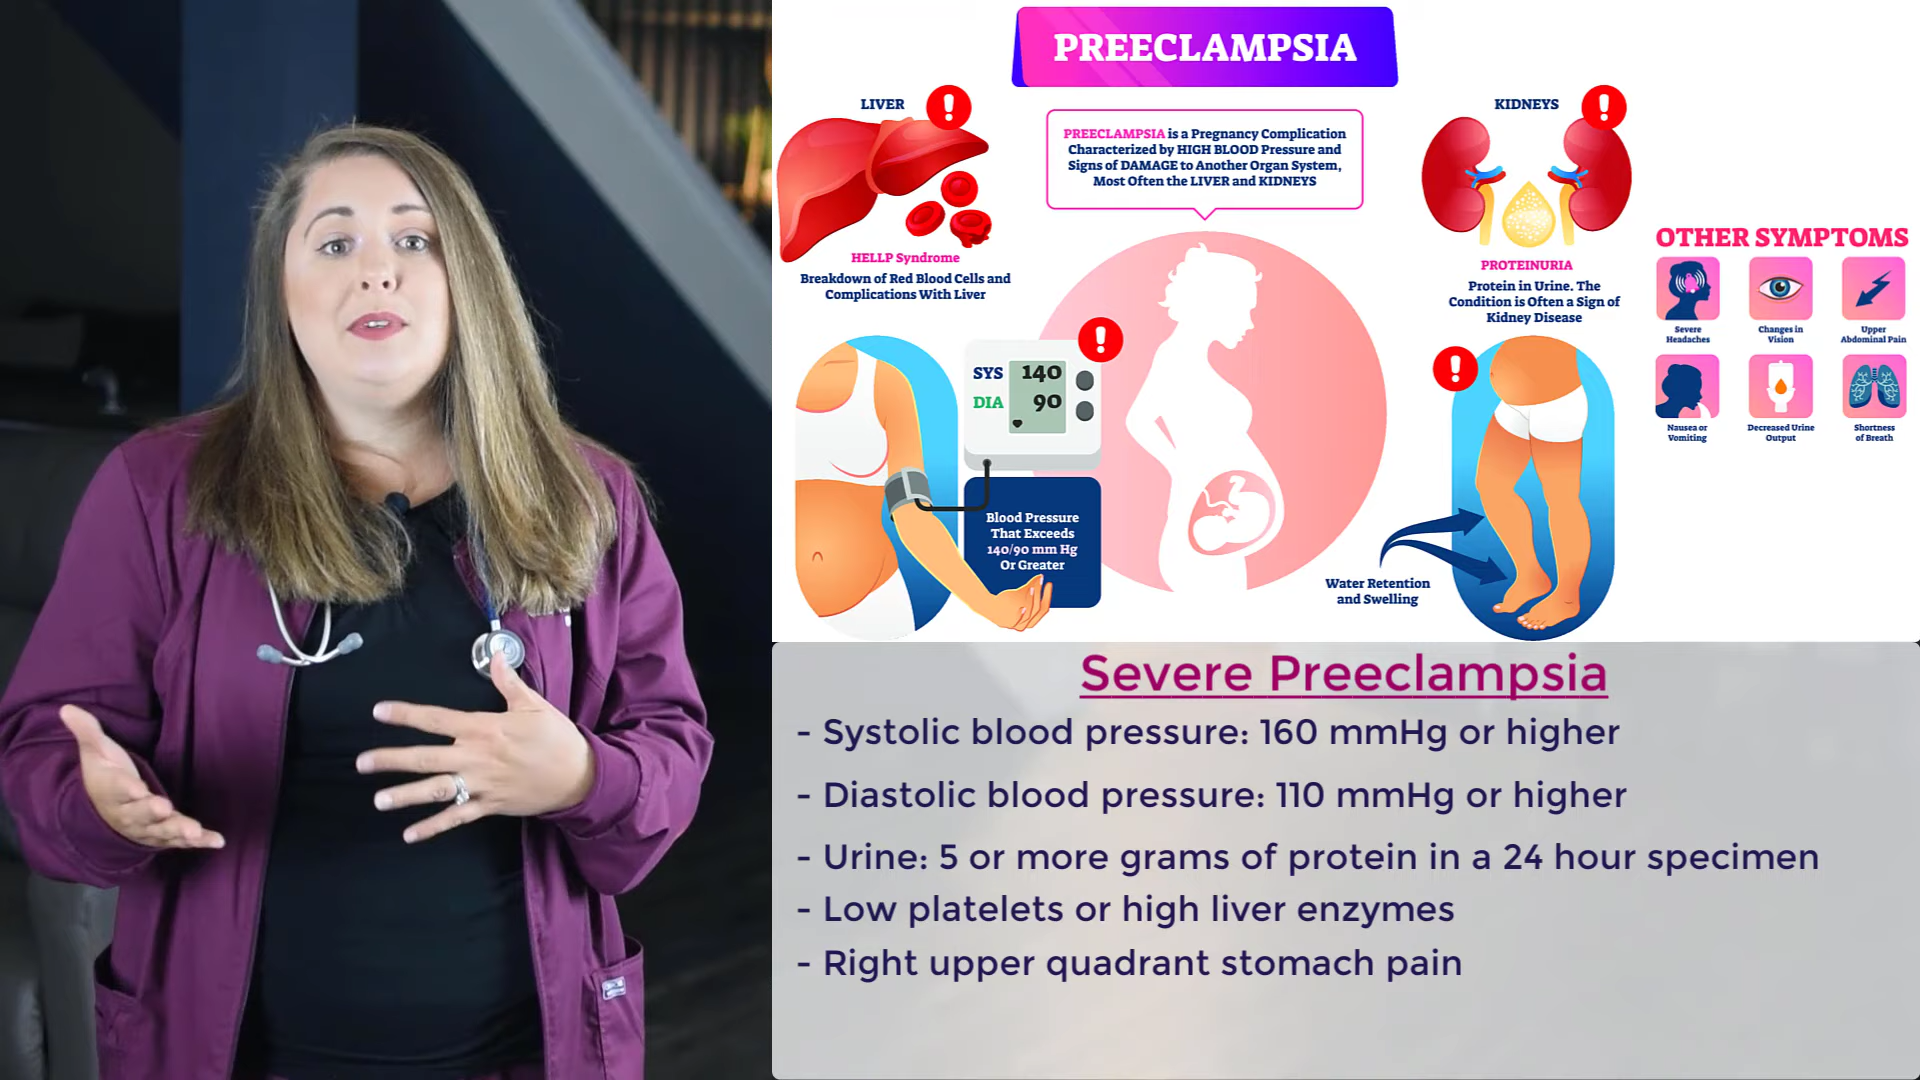 PREECLAMPSIA
LIVER
PREECLAMPSIA is a Pregnancy Complication
Characterized by HIGH BLOOD Pressure and
Signs of DAMAGE to Another Organ System,
Most Often the LIVER and KIDNEYS
KIDNEYS
HELLP Syndrome
Breakdown of Red Blood Cells and
Complications With Liver
PROTEINURIA
Protein in Urine. The
Condition is Often a Sign of
Kidney Disease
OTHER SYMPTOMS
Severe
Headaches
Changes in
Vision
Upper
Abdominal Pain
Nausea or
Vomiting
Decreased Urine
Output
Shortness
of Breath
SYS 140
DIA 90
Blood Pressure
That Exceeds
140/90 mm Hg
Or Greater
Water Retention
and Swelling
Severe Preeclampsia
- Systolic blood pressure: 160 mmHg or higher
- Diastolic blood pressure: 110 mmHg or higher
- Urine: 5 or more grams of protein in a 24 hour specimen
- Low platelets or high liver enzymes
- Right upper quadrant stomach pain